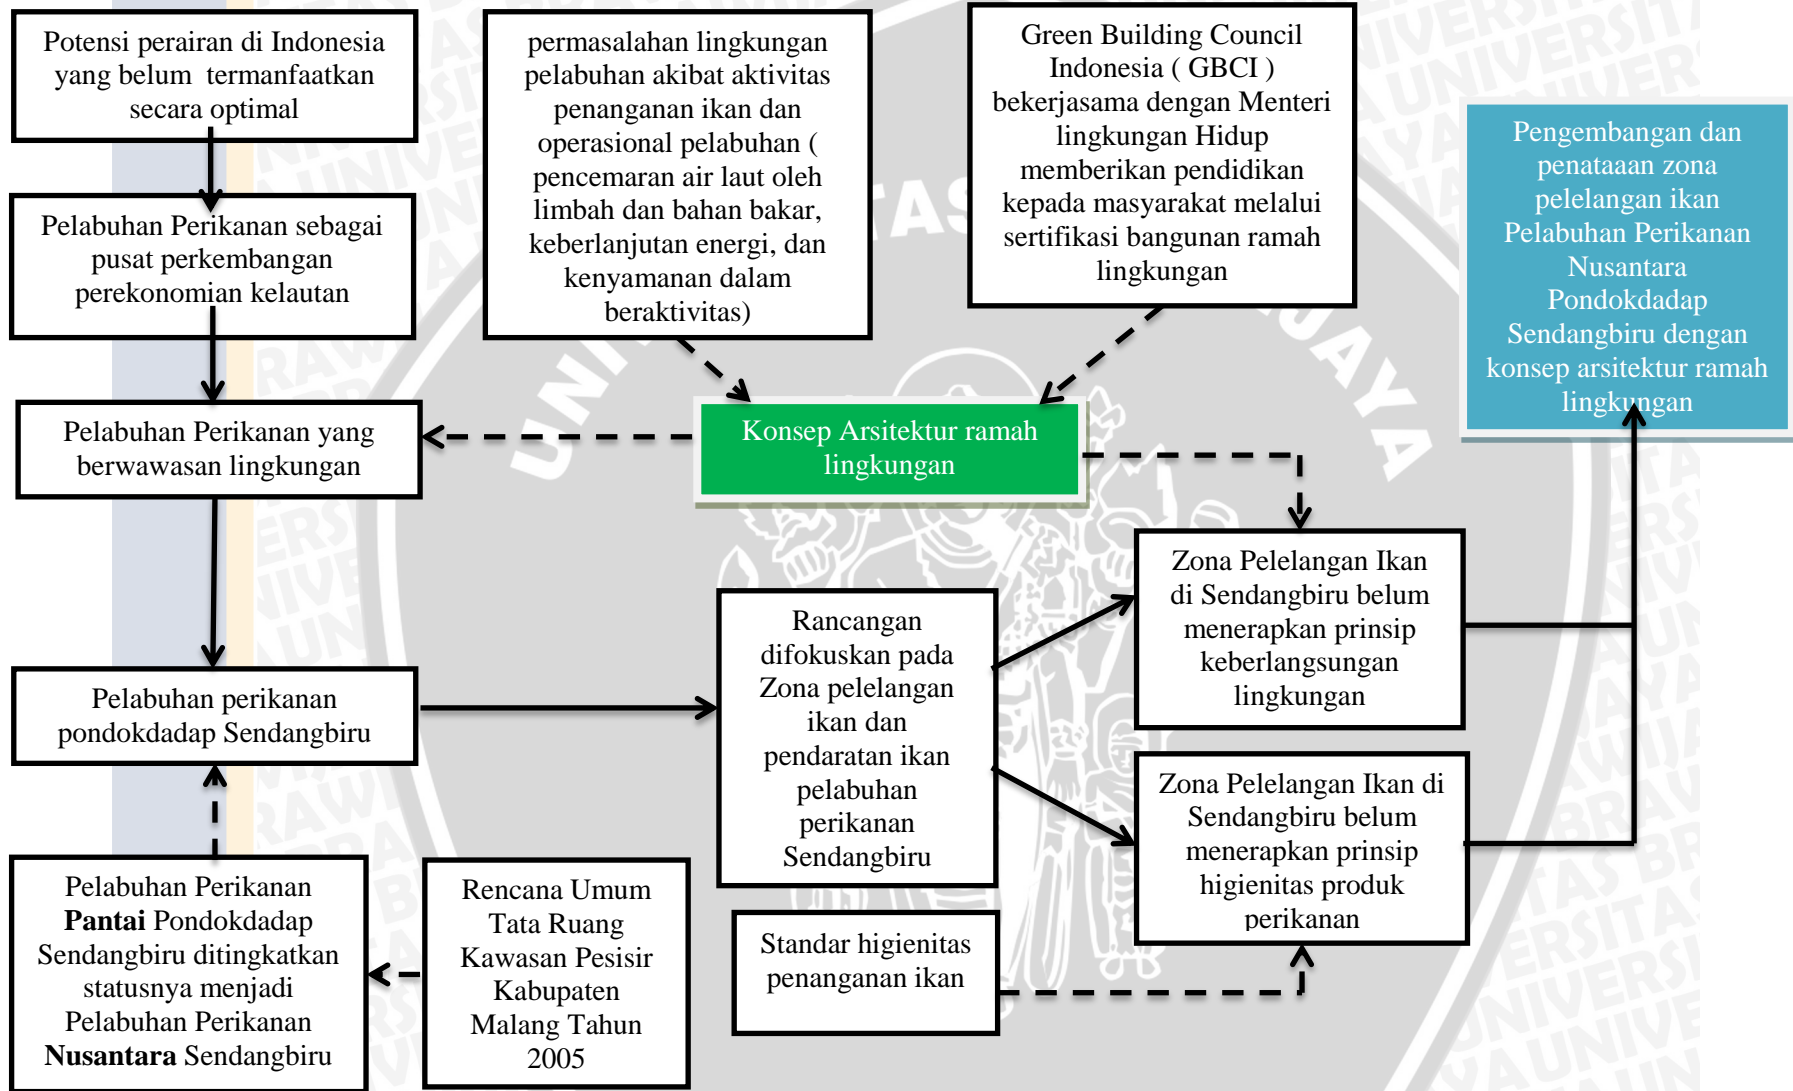 Potensi perairan di Indonesia
yang belum termanfaatkan
secara optimal
Pelabuhan Perikanan sebagai
pusat perkembangan
perekonomian kelautan
Pelabuhan Perikanan yang
berwawasan lingkungan
Pelabuhan perikanan
pondokdadap Sendangbiru
Pelabuhan Perikanan
Pantai Pondokdadap
Sendangbiru ditingkatkan
statusnya menjadi
Pelabuhan Perikanan
Nusantara Sendangbiru
Rencana Umum
Tata Ruang
Kawasan Pesisir
Kabupaten
Malang Tahun
2005
permasalahan lingkungan
pelabuhan akibat aktivitas
penanganan ikan dan
operasional pelabuhan (
pencemaran air laut oleh
limbah dan bahan bakar,
keberlanjutan energi, dan
kenyamanan dalam
beraktivitas)
Green Building Council
Indonesia ( GBCI )
bekerjasama dengan Menteri
lingkungan Hidup
memberikan pendidikan
kepada masyarakat melalui
sertifikasi bangunan ramah
lingkungan
Konsep Arsitektur ramah
lingkungan
Rancangan
difokuskan pada
Zona pelelangan
ikan dan
pendaratan ikan
pelabuhan
perikanan
Sendangbiru
Standar higienitas
penanganan ikan
Zona Pelelangan Ikan
di Sendangbiru belum
menerapkan prinsip
keberlangsungan
lingkungan
Zona Pelelangan Ikan di
Sendangbiru belum
menerapkan prinsip
higienitas produk
perikanan
Pengembangan dan
penataaan zona
pelelangan ikan
Pelabuhan Perikanan
Nusantara
Pondokdadap
Sendangbiru dengan
konsep arsitektur ramah
lingkungan